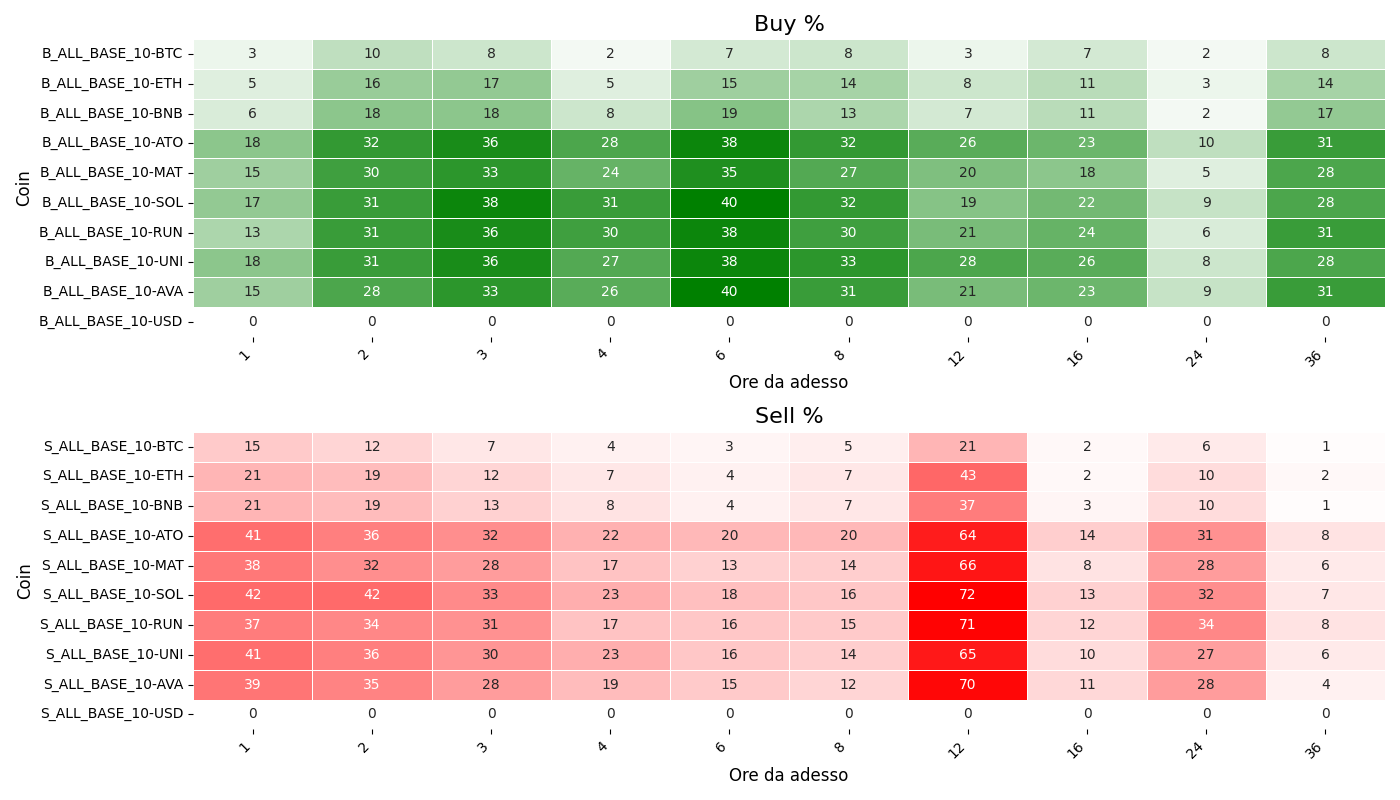 Buy %
Coin
B_ALL_BASE_10-BTC 3 10 8 2 7 8 3 7 2 8
B_ALL_BASE_10-ETH 5 16 17 5 15 14 8 11 3 14
B_ALL_BASE_10-BNB 6 18 18 8 19 13 7 11 2 17
B_ALL_BASE_10-ATO 18 32 36 28 38 32 26 23 10 31
B_ALL_BASE_10-MAT 15 30 33 24 35 27 20 18 5 28
B_ALL_BASE_10-SOL 17 31 38 31 40 32 19 22 9 28
B_ALL_BASE_10-RUN 13 31 36 30 38 30 21 24 6 31
B_ALL_BASE_10-UNI 18 31 36 27 38 33 28 26 8 28
B_ALL_BASE_10-AVA 15 28 33 26 40 31 21 23 9 31
B_ALL_BASE_10-USD 0 0 0 0 0 0 0 0 0 0
1 2 3 4 6 8 12 16 24 36
Ore da adesso
Sell %
Coin
S_ALL_BASE_10-BTC 15 12 7 4 3 5 21 2 6 1
S_ALL_BASE_10-ETH 21 19 12 7 4 7 43 2 10 2
S_ALL_BASE_10-BNB 21 19 13 8 4 7 37 3 10 1
S_ALL_BASE_10-ATO 41 36 32 22 20 20 64 14 31 8
S_ALL_BASE_10-MAT 38 32 28 17 13 14 66 8 28 6
S_ALL_BASE_10-SOL 42 42 33 23 18 16 72 13 32 7
S_ALL_BASE_10-RUN 37 34 31 17 16 15 71 12 34 8
S_ALL_BASE_10-UNI 41 36 30 23 16 14 65 10 27 6
S_ALL_BASE_10-AVA 39 35 28 19 15 12 70 11 28 4
S_ALL_BASE_10-USD 0 0 0 0 0 0 0 0 0 0
1 2 3 4 6 8 12 16 24 36
Ore da adesso